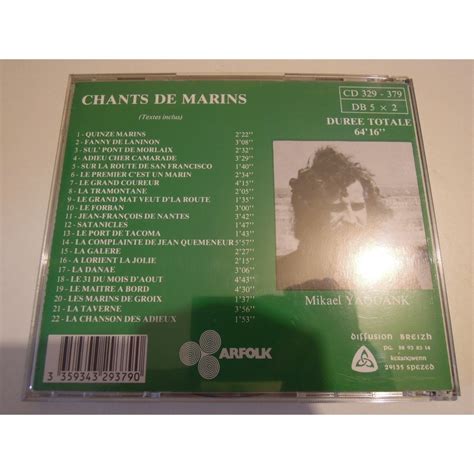 CHANTS DE MARINS
(Textes inclus)
CD 329 - 379
DB 5 × 2
DUREE TOTALE
64'16''
1 - QUINZE MARINS 2'22''
2 - FANNY DE LANINON 3'08''
3 - SUL' PONT DE MORLAIX 2'32''
4 - ADIEU CHER CAMARADE 2'29''
5 - SUR LA ROUTE DE SAN FRANCISCO 1'40''
6 - LE PREMIER C'EST UN MARIN 2'34''
7 - LE GRAND COUREUR 4'15''
8 - LA TRAMONTANE 2'05''
9 - LE GRAND MAT VEUT D'LA ROUTE 1'35''
10 - LE FORBAN 3'00''
11 - JEAN-FRANÇOIS DE NANTES 3'42''
12 - SATANICLES 4'47''
13 - LE PORT DE TACOMA 1'43''
14 - LA COMPLAINTE DE JEAN QUEMENEUR 5'57''
15 - LA GALERE 2'27''
16 - A LORIENT LA JOLIE 2'15''
17 - LA DANAE 3'06''
18 - LE 31 DU MOIS D'AOUT 4'43''
19 - LE MAITRE A BORD 4'30''
20 - LES MARINS DE GROIX 1'37''
21 - LA TAVERNE 3'56''
22 - LA CHANSON DES ADIEUX 1'53''
Mikael YAOUANK
3 359343 293790
ARFOLK
diffusion breizh
29135 spezed